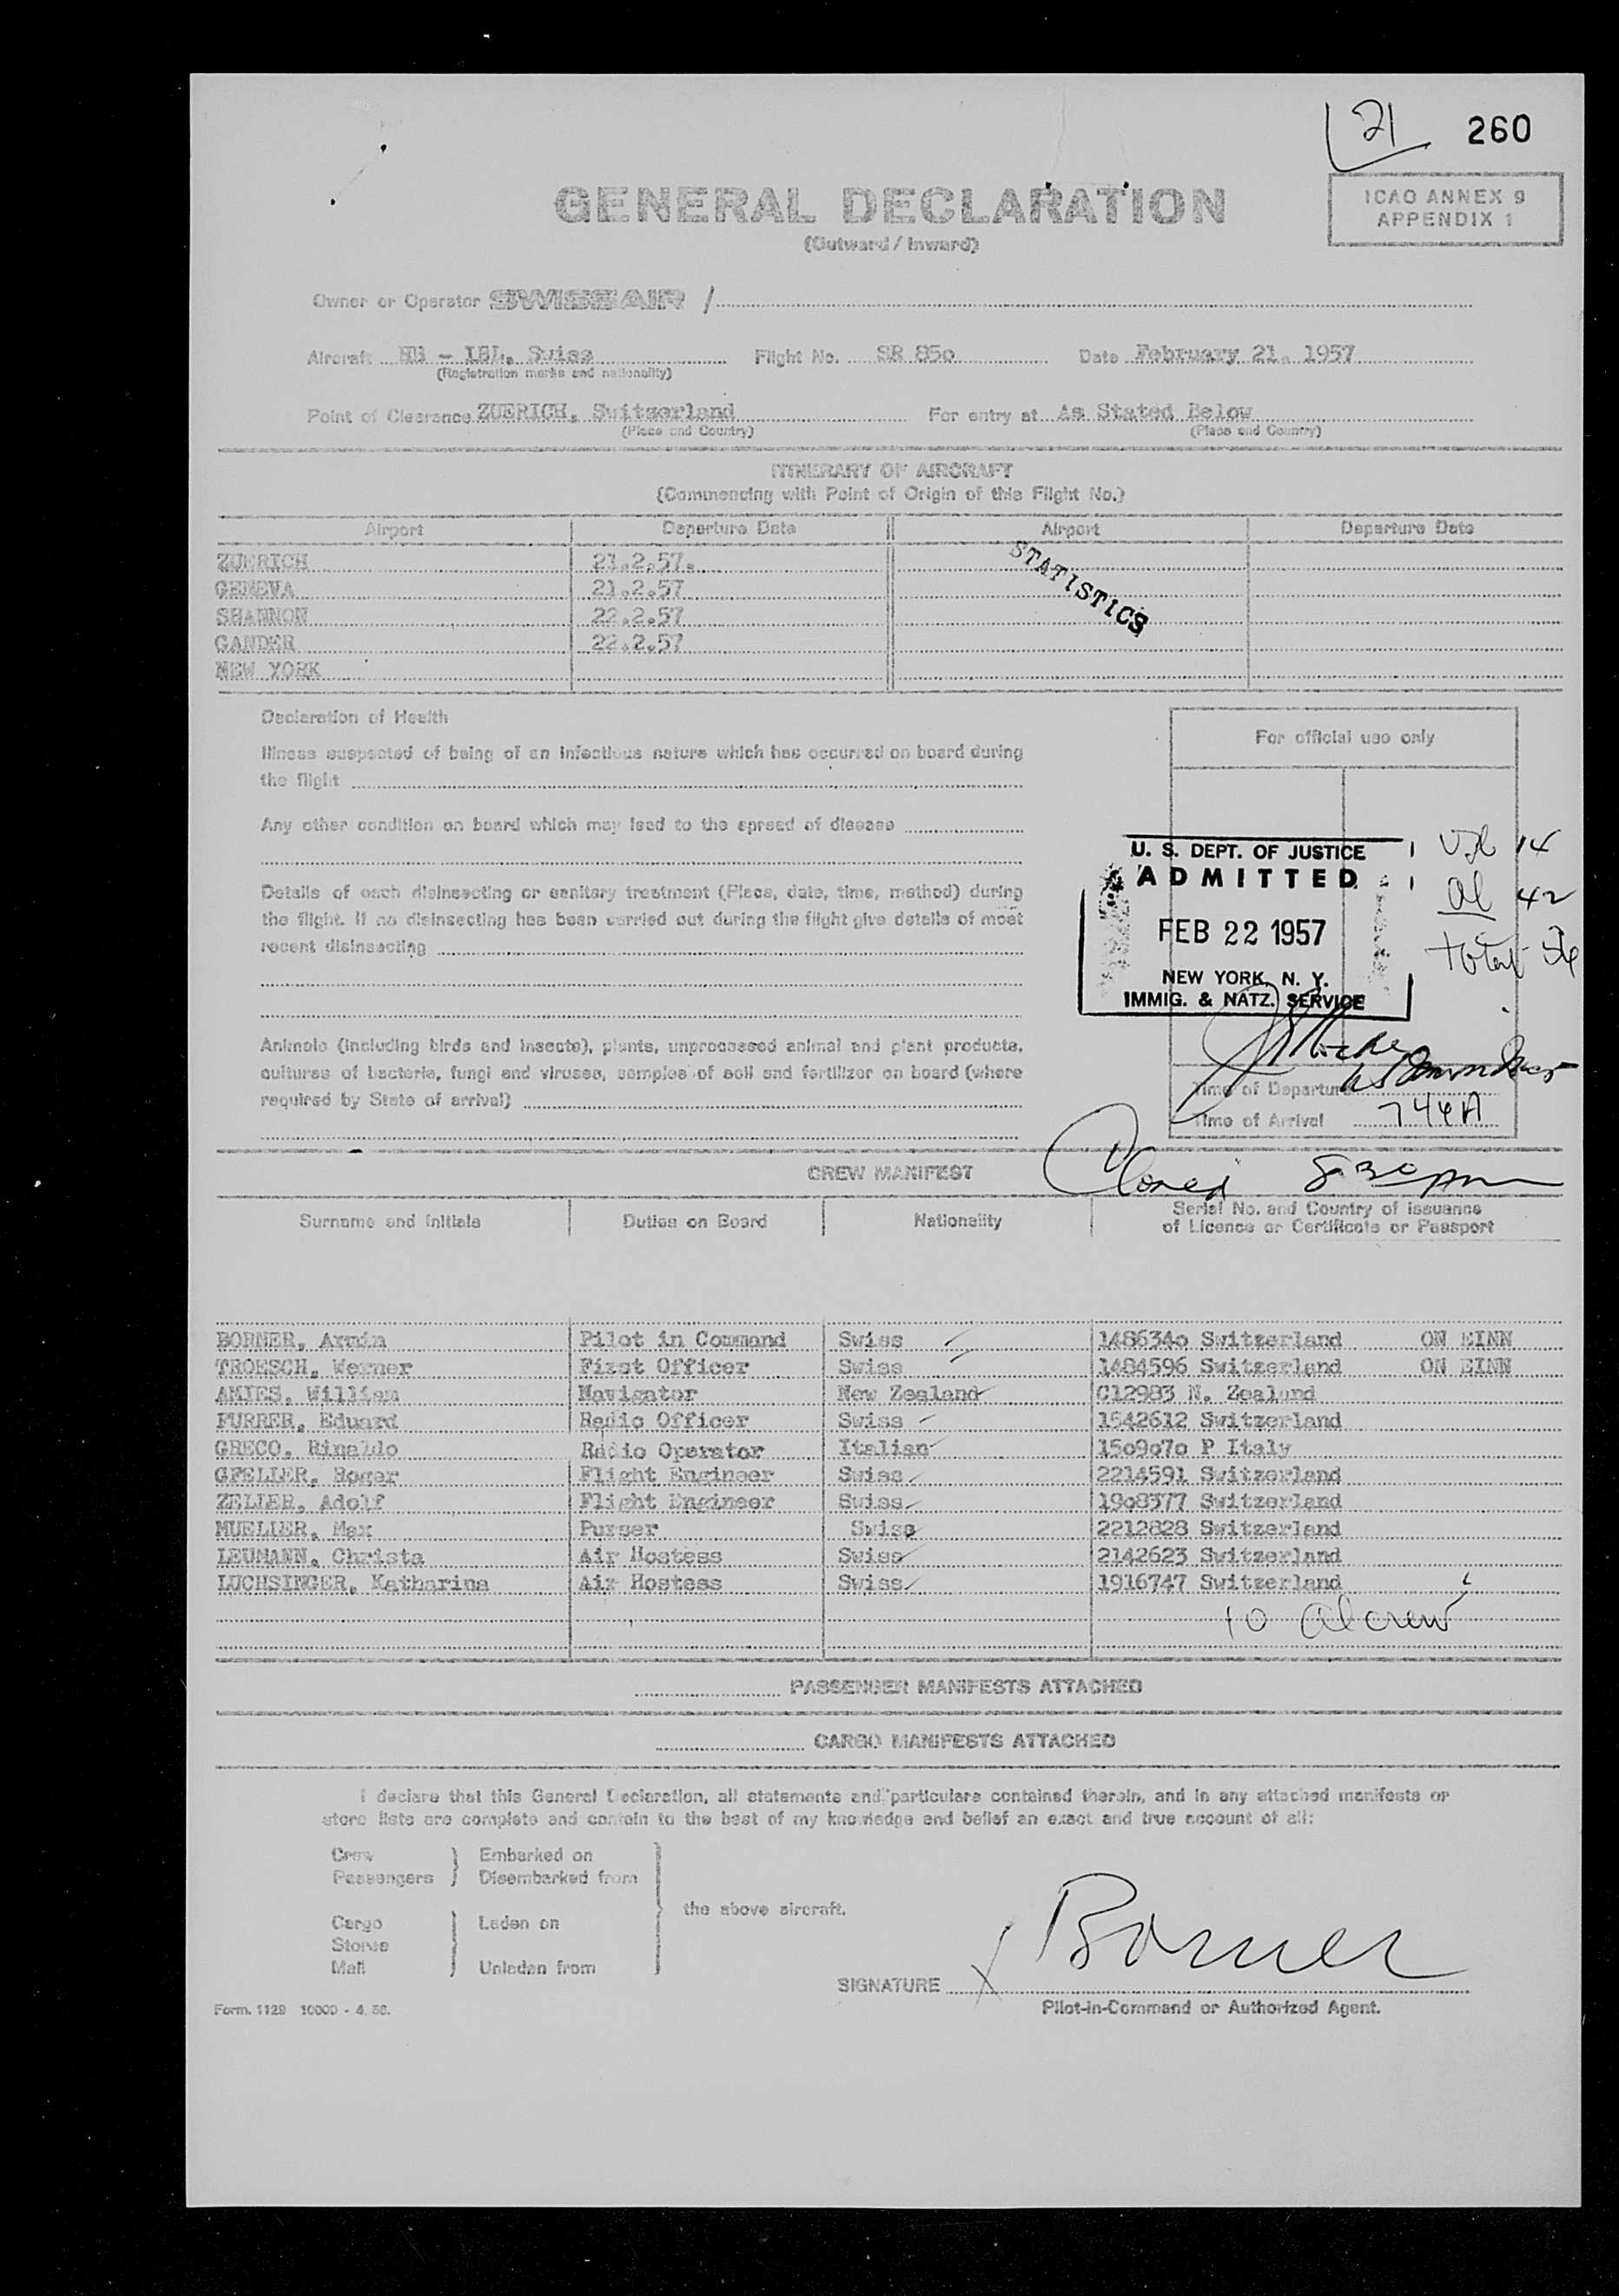 21 260
GENERAL DECLARATION
ICAO ANNEX 9
APPENDIX 1
(Outward / Inward)
Owner or Operator SWISSAIR /
Aircraft HB - IBL, Swiss Flight No. SR 85o Date February 21, 1957
(Registration marks and nationality)
Point of Clearance ZUERICH, Switzerland For entry at As Stated Below
(Place and Country) (Place and Country)
ITINERARY OF AIRCRAFT
(Commencing with Point of Origin of this Flight No.)
Airport Departure Date Airport Departure Date
ZUERICH 21.2.57.
GENEVA 21.2.57
SHANNON 22.2.57
GANDER 22.2.57
NEW YORK
STATISTICS
Declaration of Health
Illness suspected of being of an infectious nature which has occurred on board during
the flight
Any other condition on board which may lead to the spread of disease
Details of each disinsecting or sanitary treatment (Place, date, time, method) during
the flight. If no disinsecting has been carried out during the flight give details of most
recent disinsecting
Animals (including birds and insects), plants, unprocessed animal and plant products,
cultures of bacteria, fungi and viruses, samples of soil and fertilizer on board (where
required by State of arrival)
For official use only
U. S. DEPT. OF JUSTICE
ADMITTED
FEB 22 1957
NEW YORK, N. Y.
IMMIG. & NATZ. SERVICE
14
al 42
total 56
Time of Departure
Time of Arrival 744A
Closed 830pm
CREW MANIFEST
Surname and Initials Duties on Board Nationality Serial No. and Country of issuance
of Licence or Certificate or Passport
BORNER, Armin Pilot in Command Swiss 148634o Switzerland ON EINN
TROESCH, Werner First Officer Swiss 1484596 Switzerland ON EINN
AMIES, William Navigator New Zealand C12983 N. Zealand
FURRER, Eduard Radio Officer Swiss 1542612 Switzerland
GRECO, Rinaldo Radio Operator Italian 15o9o7o P Italy
GFELLER, Roger Flight Engineer Swiss 2214591 Switzerland
ZELLER, Adolf Flight Engineer Swiss 19o8377 Switzerland
MUELLER, Max Purser Swiss 2212828 Switzerland
LEUMANN, Christa Air Hostess Swiss 2142623 Switzerland
LUCHSINGER, Katharina Air Hostess Swiss 1916747 Switzerland
10 al crew
PASSENGER MANIFESTS ATTACHED
CARGO MANIFESTS ATTACHED
I declare that this General Declaration, all statements and particulars contained therein, and in any attached manifests or
store lists are complete and contain to the best of my knowledge and belief an exact and true account of all:
Crew Embarked on
Passengers Disembarked from
the above aircraft.
Cargo Laden on
Stores
Mail Unladen from
SIGNATURE X Borner
Pilot-in-Command or Authorized Agent.
Form. 1129 10000 - 4. 56.